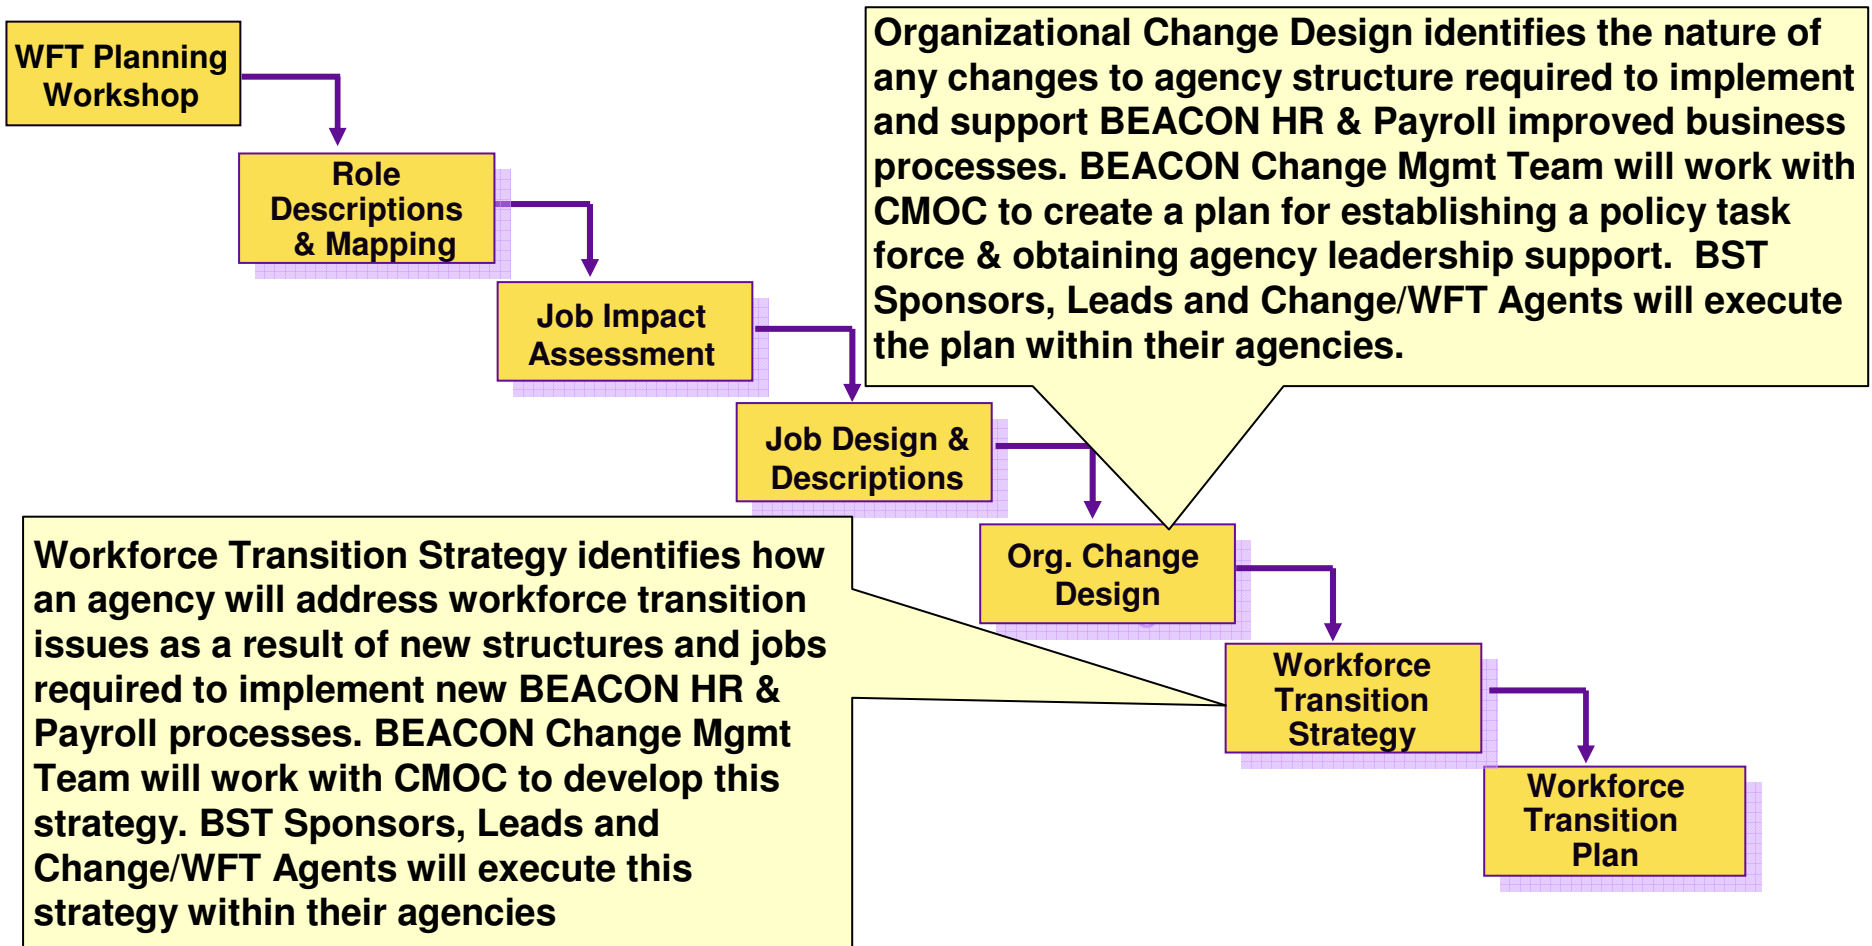 WFT Planning
Workshop
Organizational Change Design identifies the nature of
any changes to agency structure required to implement
and support BEACON HR & Payroll improved business
processes. BEACON Change Mgmt Team will work with
CMOC to create a plan for establishing a policy task
force & obtaining agency leadership support.  BST
Sponsors, Leads and Change/WFT Agents will execute
the plan within their agencies.
Role
Descriptions
& Mapping
Job Impact
Assessment
Job Design &
Descriptions
Org. Change
Design
Workforce Transition Strategy identifies how
an agency will address workforce transition
issues as a result of new structures and jobs
required to implement new BEACON HR &
Payroll processes. BEACON Change Mgmt
Team will work with CMOC to develop this
strategy. BST Sponsors, Leads and
Change/WFT Agents will execute this
strategy within their agencies
Workforce
Transition
Strategy
Workforce
Transition
Plan